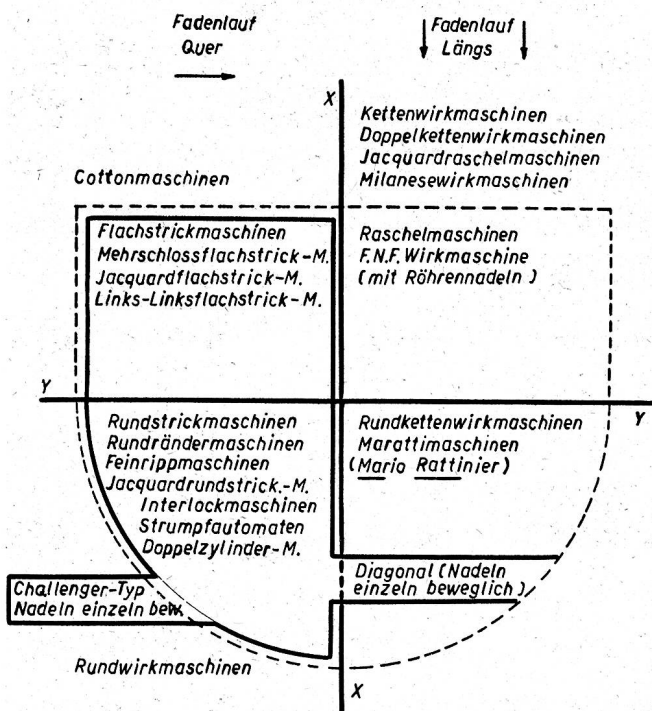 Fadenlauf
Quer
Fadenlauf
Längs
X
Kettenwirkmaschinen
Doppelkettenwirkmaschinen
Jacquardraschelmaschinen
Milanesewirkmaschinen
Cottonmaschinen
Flachstrickmaschinen
Mehrschlossflachstrick-M.
Jacquardflachstrick-M.
Links-Linksflachstrick-M.
Raschelmaschinen
F.N.F. Wirkmaschine
(mit Röhrennadeln)
Y
Y
Rundstrickmaschinen
Rundrändermaschinen
Feinrippmaschinen
Jacquardrundstrick.-M.
Interlockmaschinen
Strumpfautomaten
Doppelzylinder-M.
Rundkettenwirkmaschinen
Marattimaschinen
(Mario Rattinier)
Diagonal (Nadeln
einzeln beweglich)
Challenger-Typ
Nadeln einzeln bew.
Rundwirkmaschinen
X